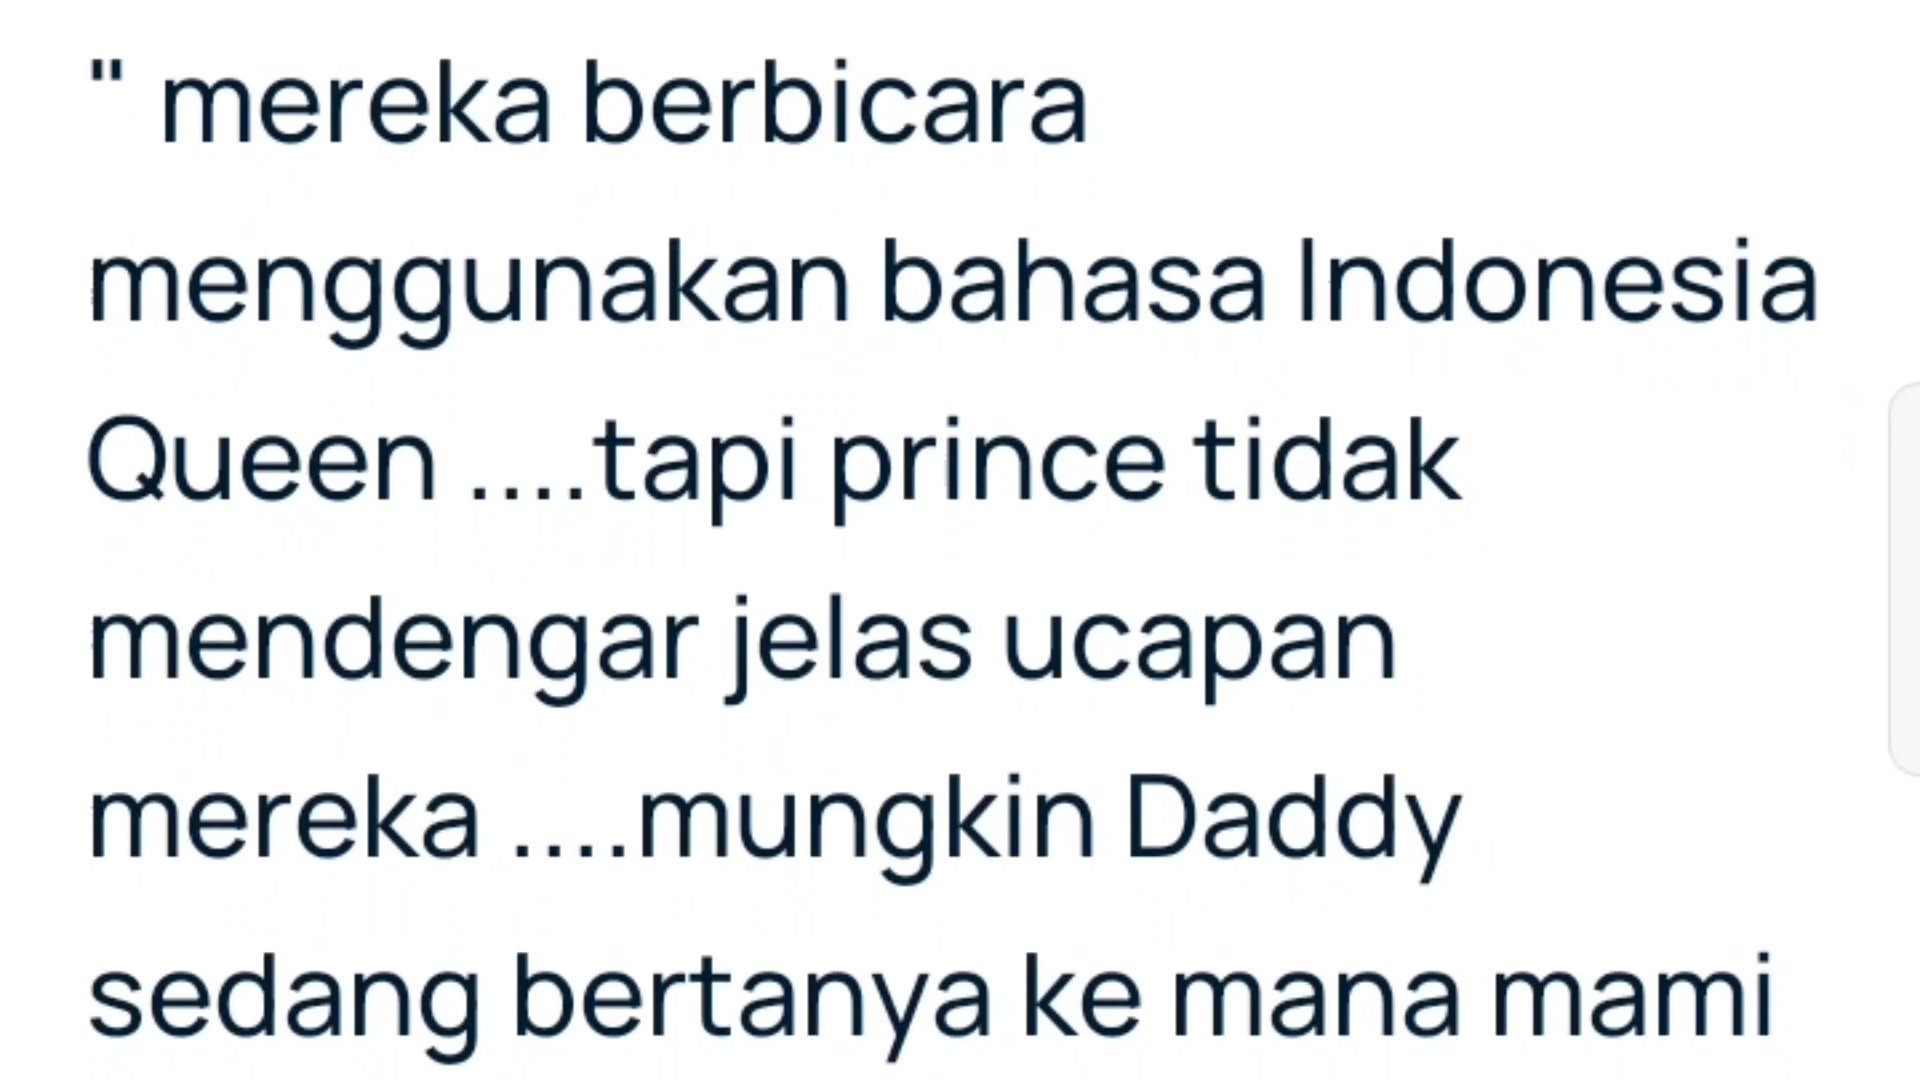 " mereka berbicara
menggunakan bahasa Indonesia
Queen ....tapi prince tidak
mendengar jelas ucapan
mereka ....mungkin Daddy
sedang bertanya ke mana mami